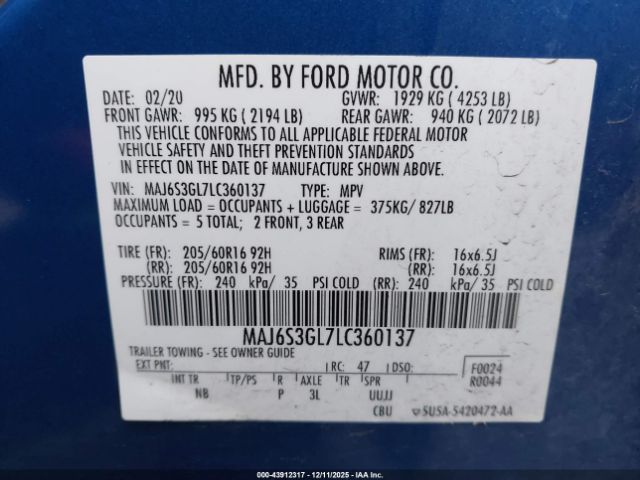 MFD. BY FORD MOTOR CO.
DATE: 02/20 GVWR: 1929 KG ( 4253 LB)
FRONT GAWR: 995 KG ( 2194 LB) REAR GAWR: 940 KG ( 2072 LB)
THIS VEHICLE CONFORMS TO ALL APPLICABLE FEDERAL MOTOR
VEHICLE SAFETY AND THEFT PREVENTION STANDARDS
IN EFFECT ON THE DATE OF MANUFACTURE SHOWN ABOVE.
VIN: MAJ6S3GL7LC360137 TYPE: MPV
MAXIMUM LOAD = OCCUPANTS + LUGGAGE = 375KG/ 827LB
OCCUPANTS = 5 TOTAL; 2 FRONT, 3 REAR
TIRE (FR): 205/60R16 92H RIMS (FR): 16x6.5J
(RR): 205/60R16 92H (RR): 16x6.5J
PRESSURE (FR): 240 kPa/ 35 PSI COLD (RR): 240 kPa/ 35 PSI COLD
MAJ6S3GL7LC360137
TRAILER TOWING - SEE OWNER GUIDE
EXT PNT: RC: 47 DSO: F0024
R0044
INT TR TP/PS R AXLE TR SPR
NB P 3L UUJJ
CBU 5U5A-5420472-AA
000-43912317 - 12/11/2025 - IAA Inc.